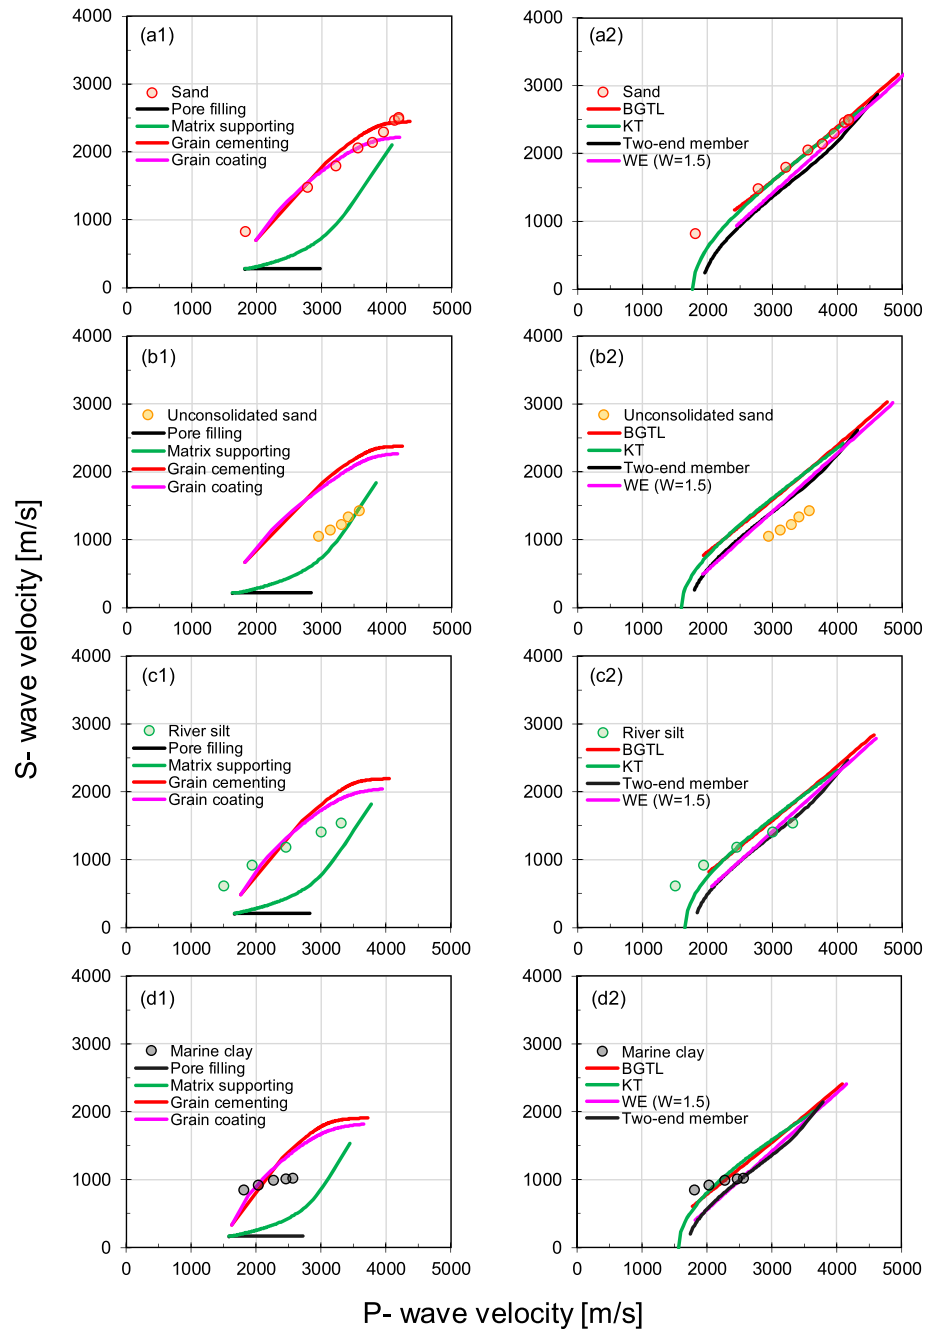 S- wave velocity [m/s]
(a1)
4000
3000
2000
1000
0
Sand
Pore filling
Matrix supporting
Grain cementing
Grain coating
0 1000 2000 3000 4000 5000
(a2)
4000
3000
2000
1000
0
Sand
BGTL
KT
Two-end member
WE (W=1.5)
0 1000 2000 3000 4000 5000
(b1)
4000
3000
2000
1000
0
Unconsolidated sand
Pore filling
Matrix supporting
Grain cementing
Grain coating
0 1000 2000 3000 4000 5000
(b2)
4000
3000
2000
1000
0
Unconsolidated sand
BGTL
KT
Two-end member
WE (W=1.5)
0 1000 2000 3000 4000 5000
(c1)
4000
3000
2000
1000
0
River silt
Pore filling
Matrix supporting
Grain cementing
Grain coating
0 1000 2000 3000 4000 5000
(c2)
4000
3000
2000
1000
0
River silt
BGTL
KT
Two-end member
WE (W=1.5)
0 1000 2000 3000 4000 5000
(d1)
4000
3000
2000
1000
0
Marine clay
Pore filling
Matrix supporting
Grain cementing
Grain coating
0 1000 2000 3000 4000 5000
(d2)
4000
3000
2000
1000
0
Marine clay
BGTL
KT
WE (W=1.5)
Two-end member
0 1000 2000 3000 4000 5000
P- wave velocity [m/s]